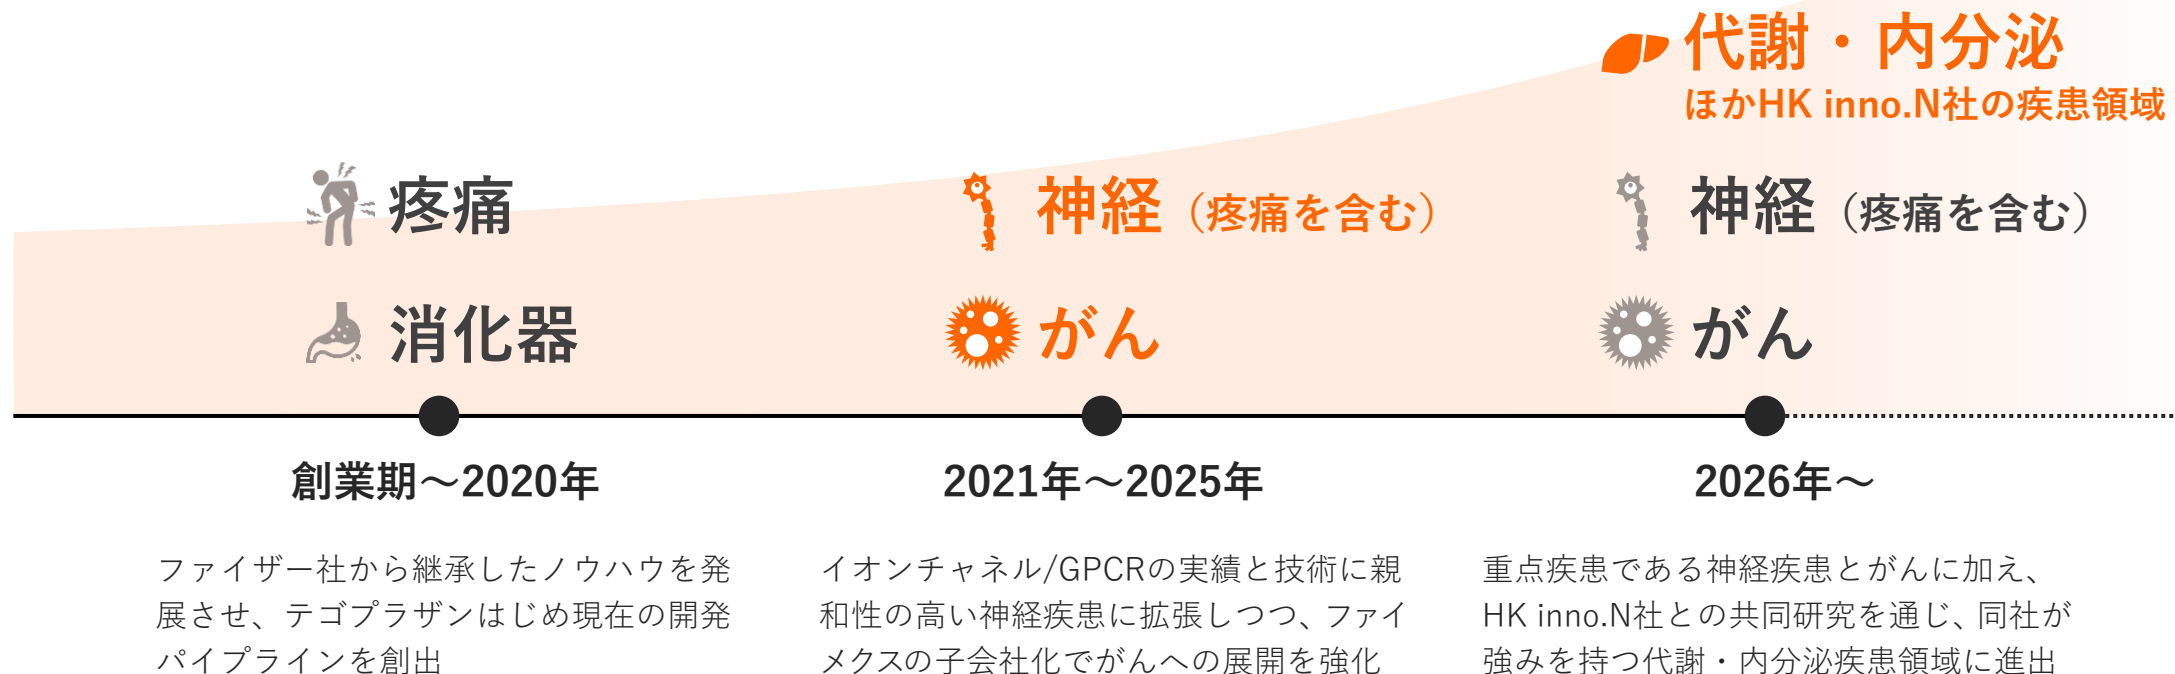 代謝・内分泌
ほかHK inno.N社の疾患領域
疼痛
神経（疼痛を含む）
神経（疼痛を含む）
消化器
がん
がん
創業期～2020年
2021年～2025年
2026年～
ファイザー社から継承したノウハウを発
展させ、テゴプラザンはじめ現在の開発
パイプラインを創出
イオンチャネル/GPCRの実績と技術に親
和性の高い神経疾患に拡張しつつ、ファイ
メクスの子会社化でがんへの展開を強化
重点疾患である神経疾患とがんに加え、
HK inno.N社との共同研究を通じ、同社が
強みを持つ代謝・内分泌疾患領域に進出